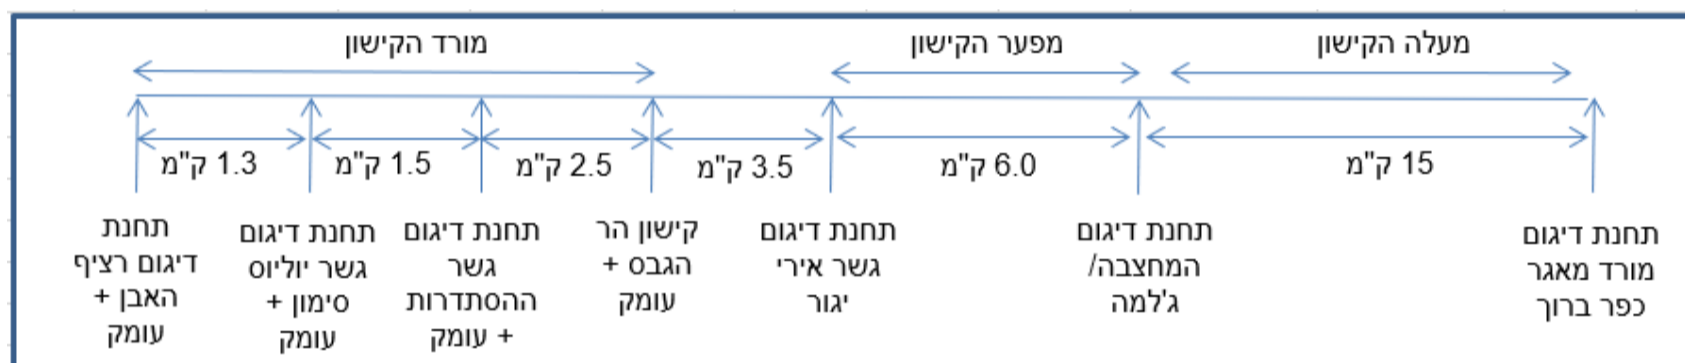 מעלה הקישון
מפער הקישון
מורד הקישון
15 ק"מ
6.0 ק"מ
3.5 ק"מ
2.5 ק"מ
1.5 ק"מ
1.3 ק"מ
תחנת דיגום
מורד מאגר
כפר ברוך
תחנת דיגום
המחצבה/
ג'למה
תחנת דיגום
גשר אירי
יגור
קישון הר
הגבס +
עומק
תחנת דיגום
גשר
ההסתדרות
+ עומק
תחנת דיגום
גשר יוליוס
סימון +
עומק
תחנת
דיגום רציף
האבן +
עומק